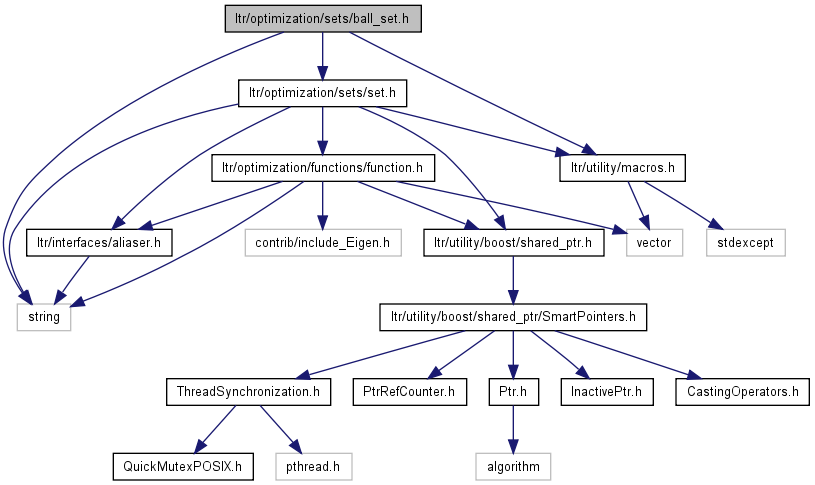 ltr/optimization/sets/ball_set.h
ltr/optimization/sets/set.h
ltr/optimization/functions/function.h
ltr/utility/macros.h
ltr/interfaces/aliaser.h
contrib/include_Eigen.h
ltr/utility/boost/shared_ptr.h
vector
stdexcept
string
ltr/utility/boost/shared_ptr/SmartPointers.h
ThreadSynchronization.h
PtrRefCounter.h
Ptr.h
InactivePtr.h
CastingOperators.h
QuickMutexPOSIX.h
pthread.h
algorithm